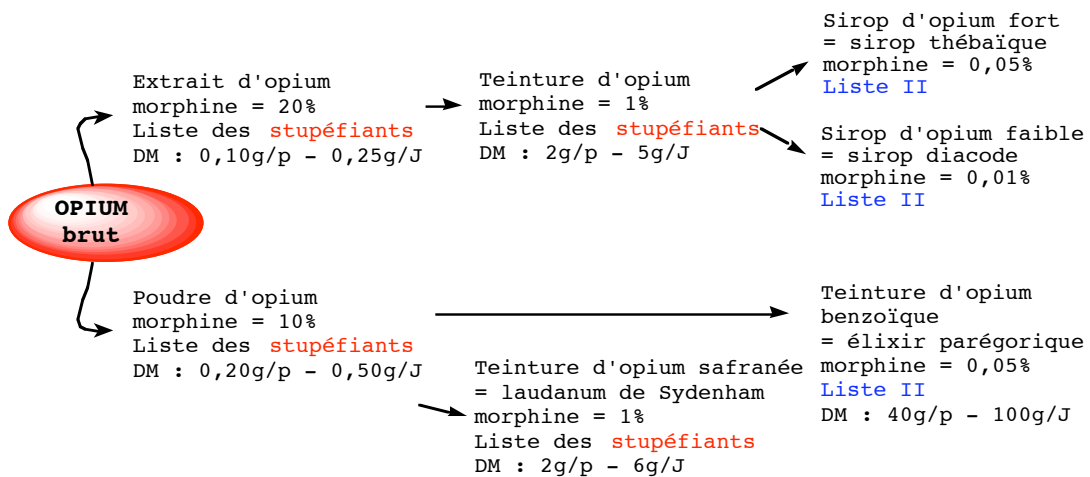 Sirop d'opium fort
= sirop thébaïque
morphine = 0,05%
Liste II
Extrait d'opium
morphine = 20%
Liste des stupéfiants
DM : 0,10g/p - 0,25g/J
Teinture d'opium
morphine = 1%
Liste des stupéfiants
DM : 2g/p - 5g/J
Sirop d'opium faible
= sirop diacode
morphine = 0,01%
Liste II
OPIUM
brut
Poudre d'opium
morphine = 10%
Liste des stupéfiants
DM : 0,20g/p - 0,50g/J
Teinture d'opium safranée
= laudanum de Sydenham
morphine = 1%
Liste des stupéfiants
DM : 2g/p - 6g/J
Teinture d'opium
benzoïque
= élixir parégorique
morphine = 0,05%
Liste II
DM : 40g/p - 100g/J